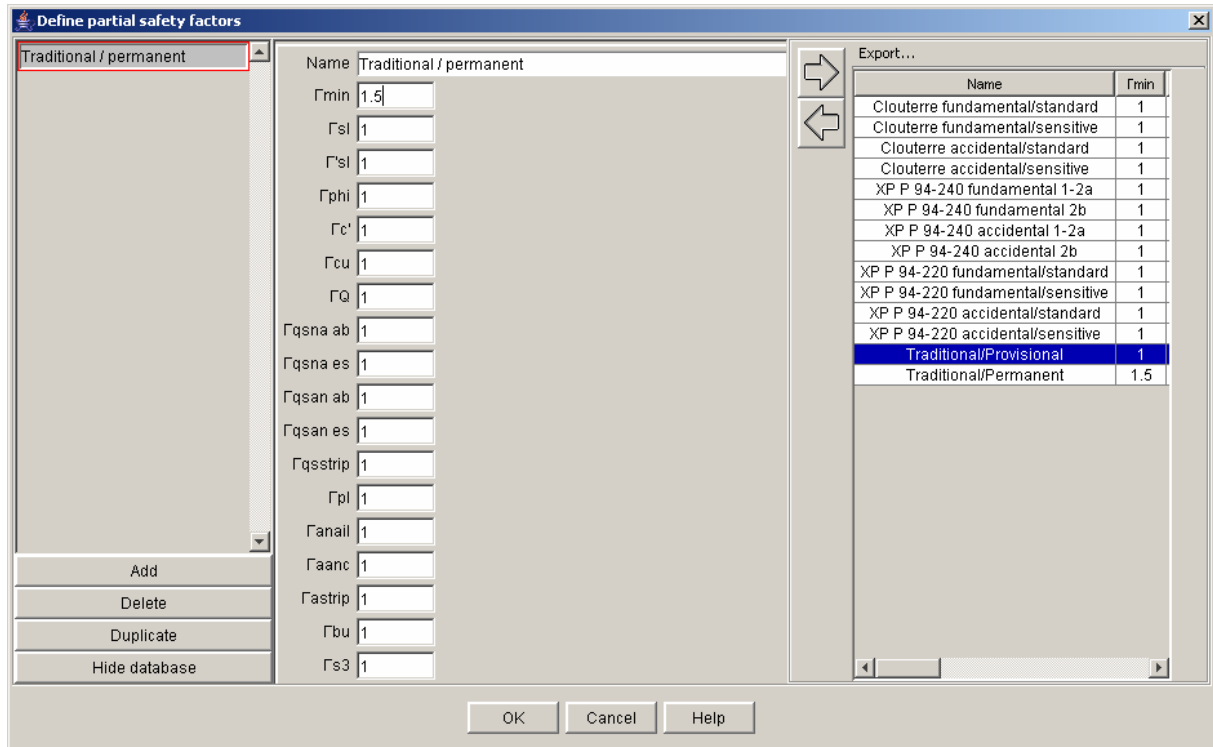 Define partial safety factors
Traditional / permanent
Add
Delete
Duplicate
Hide database
Name Traditional / permanent
Γmin 1.5
Γsl 1
Γ'sl 1
Γphi 1
Γc' 1
Γcu 1
ΓQ 1
Γqsna ab 1
Γqsna es 1
Γqsan ab 1
Γqsan es 1
Γqsstrip 1
Γpl 1
Γanail 1
Γaanc 1
Γastrip 1
Γbu 1
Γs3 1
Export...
Name Γmin
Clouterre fundamental/standard 1
Clouterre fundamental/sensitive 1
Clouterre accidental/standard 1
Clouterre accidental/sensitive 1
XP P 94-240 fundamental 1-2a 1
XP P 94-240 fundamental 2b 1
XP P 94-240 accidental 1-2a 1
XP P 94-240 accidental 2b 1
XP P 94-220 fundamental/standard 1
XP P 94-220 fundamental/sensitive 1
XP P 94-220 accidental/standard 1
XP P 94-220 accidental/sensitive 1
Traditional/Provisional 1
Traditional/Permanent 1.5
OK Cancel Help